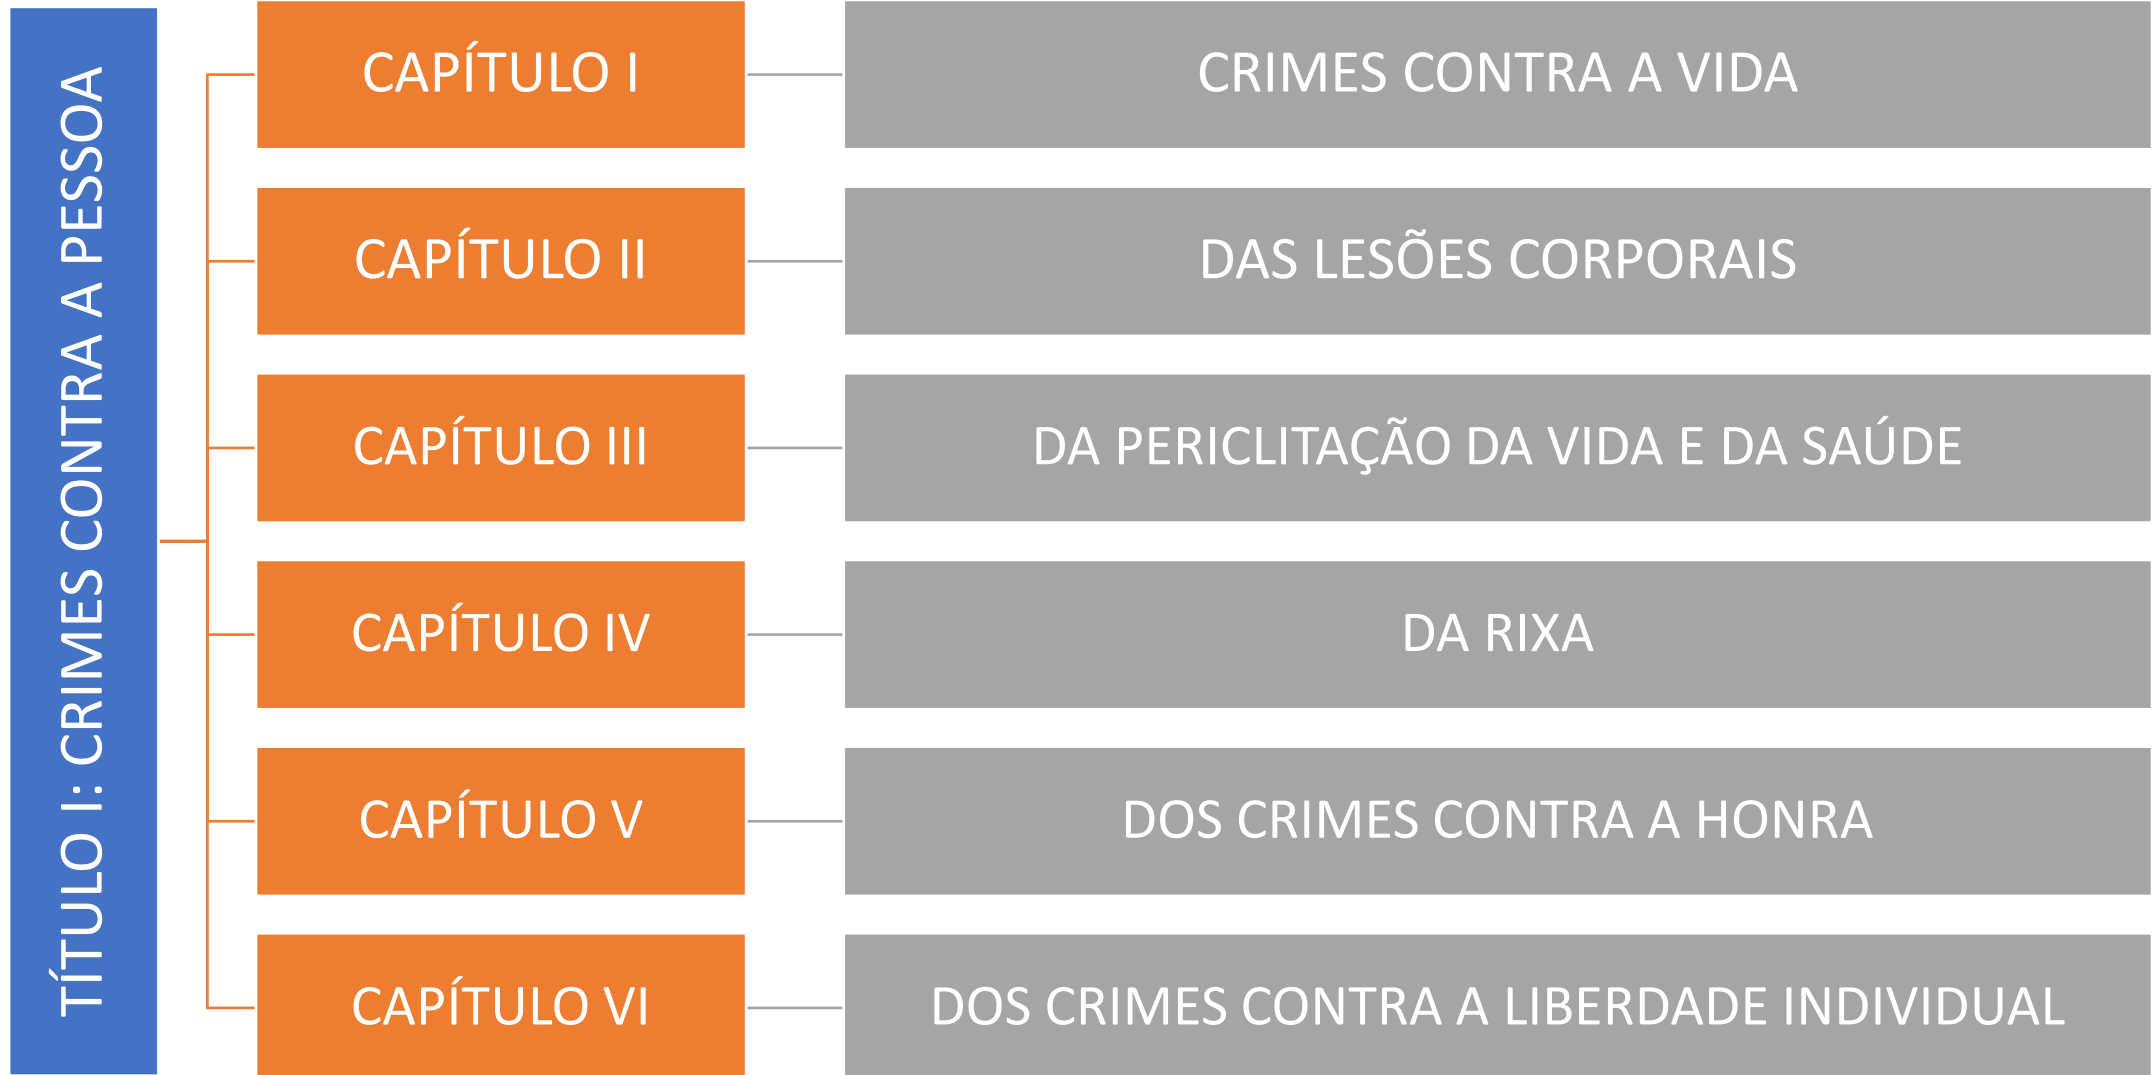 TÍTULO I: CRIMES CONTRA A PESSOA
CAPÍTULO I
CRIMES CONTRA A VIDA
CAPÍTULO II
DAS LESÕES CORPORAIS
CAPÍTULO III
DA PERICLITAÇÃO DA VIDA E DA SAÚDE
CAPÍTULO IV
DA RIXA
CAPÍTULO V
DOS CRIMES CONTRA A HONRA
CAPÍTULO VI
DOS CRIMES CONTRA A LIBERDADE INDIVIDUAL